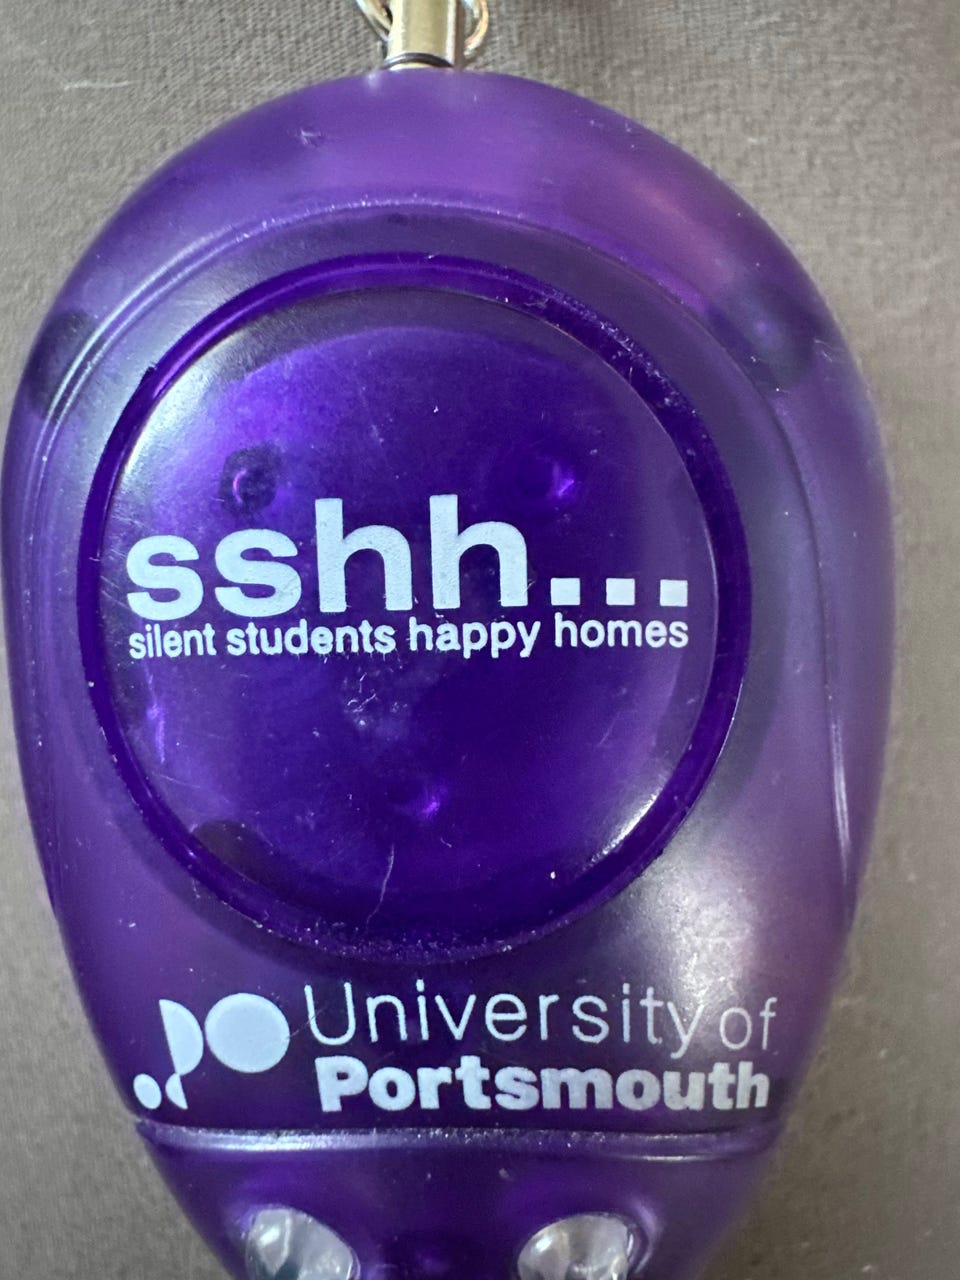 sshh...
silent students happy homes
University of
Portsmouth